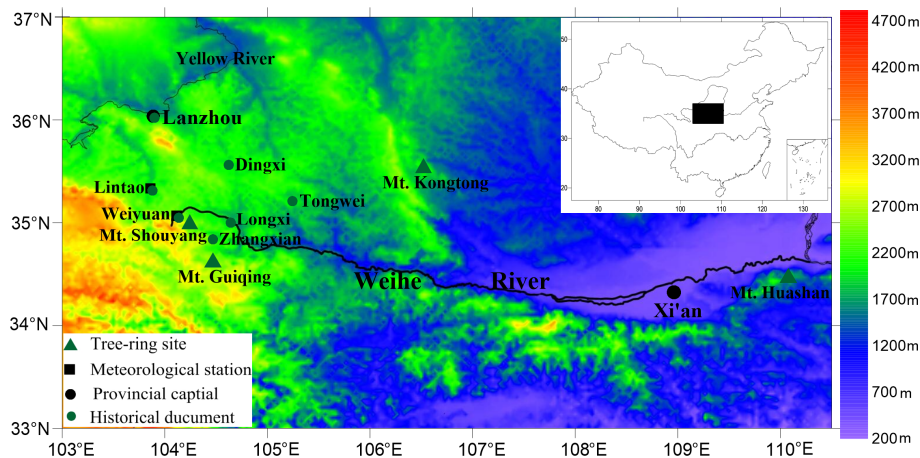 37°N
36°N
35°N
34°N
33°N
103°E 104°E 105°E 106°E 107°E 108°E 109°E 110°E
Yellow River
Lanzhou
Dingxi
Mt. Kongtong
Lintao
Tongwei
Weiyuan
Longxi
Mt. Shouyang
Zhangxian
Mt. Guiqing
Weihe River
Xi'an
Mt. Huashan
Tree-ring site
Meteorological station
Provincial captial
Historical ducument
50
40
30
20
80 90 100 110 120 130
4700m
4200m
3700m
3200m
2700m
2200m
1700m
1200m
700m
200m